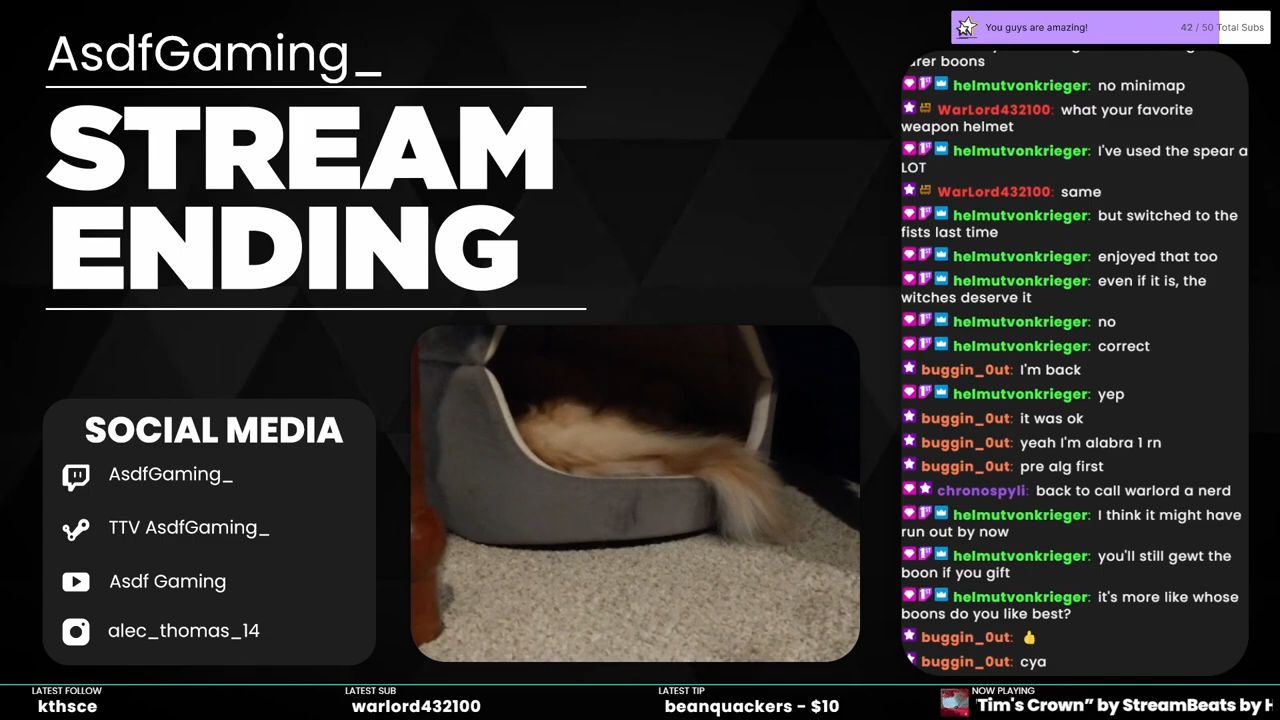 AsdfGaming_
STREAM
ENDING
SOCIAL MEDIA
AsdfGaming_
TTV AsdfGaming_
Asdf Gaming
alec_thomas_14
You guys are amazing!
42 / 50 Total Subs
arer boons
helmutvonkrieger: no minimap
WarLord432100: what your favorite
weapon helmet
helmutvonkrieger: I've used the spear a
LOT
WarLord432100: same
helmutvonkrieger: but switched to the
fists last time
helmutvonkrieger: enjoyed that too
helmutvonkrieger: even if it is, the
witches deserve it
helmutvonkrieger: no
helmutvonkrieger: correct
buggin_0ut: I'm back
helmutvonkrieger: yep
buggin_0ut: it was ok
buggin_0ut: yeah I'm alabra 1 rn
buggin_0ut: pre alg first
chronospyli: back to call warlord a nerd
helmutvonkrieger: I think it might have
run out by now
helmutvonkrieger: you'll still gewt the
boon if you gift
helmutvonkrieger: it's more like whose
boons do you like best?
buggin_0ut: 👍
buggin_0ut: cya
LATEST FOLLOW
kthsce
LATEST SUB
warlord432100
LATEST TIP
beanquackers - $10
NOW PLAYING
"Tim's Crown" by StreamBeats by H